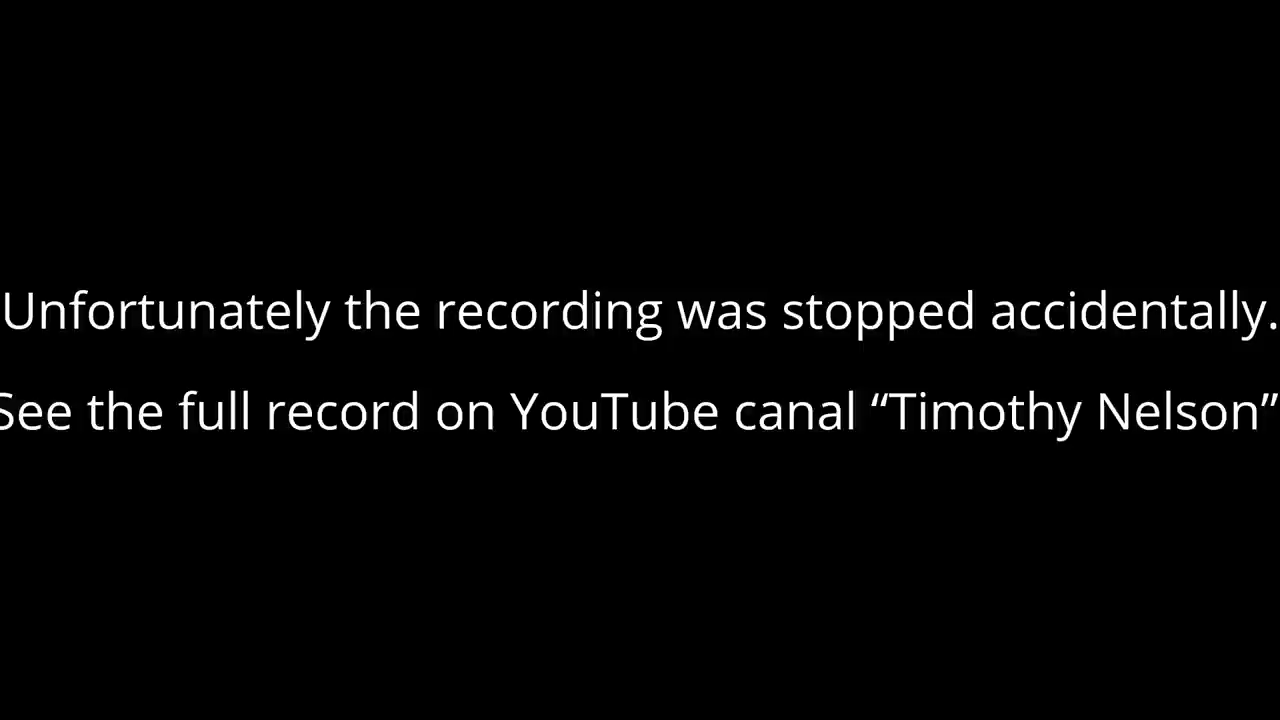 Unfortunately the recording was stopped accidentally.
See the full record on YouTube canal “Timothy Nelson”